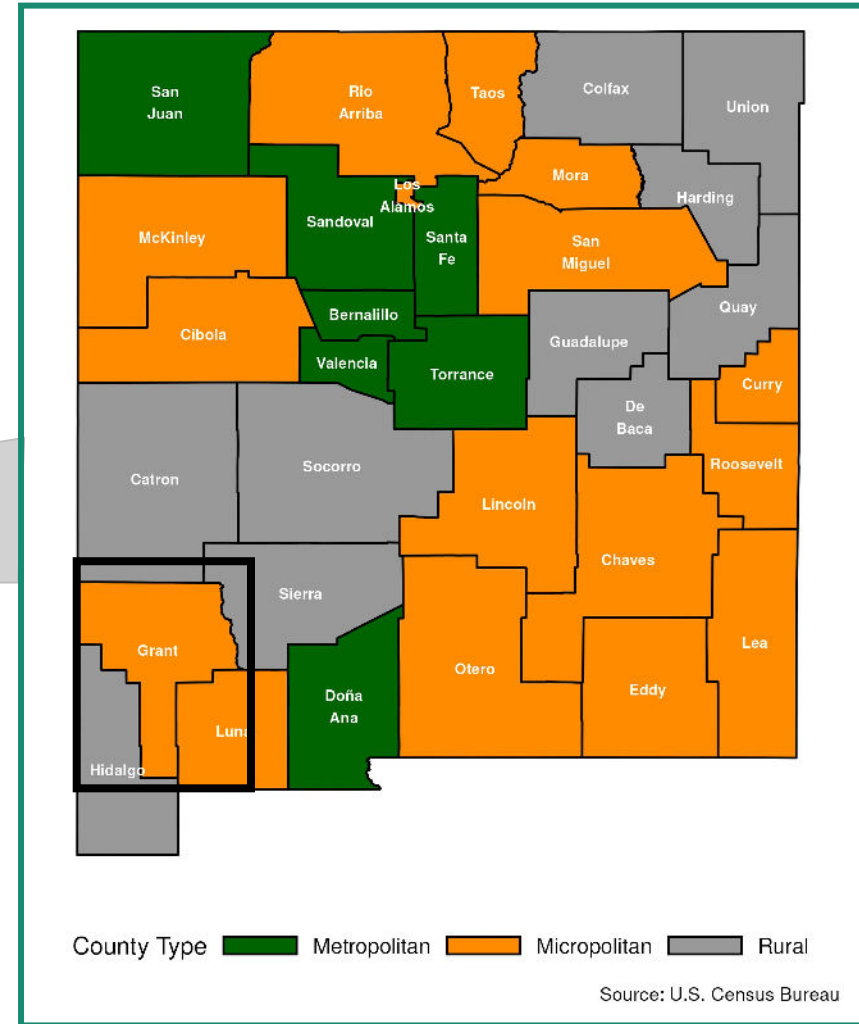 San
Juan
Rio
Arriba
Taos
Colfax
Union
Mora
Harding
Los
Alamos
McKinley
Sandoval
Santa
Fe
San
Miguel
Quay
Bernalillo
Cibola
Guadalupe
Valencia
Torrance
Curry
De
Baca
Roosevelt
Socorro
Catron
Lincoln
Chaves
Sierra
Grant
Lea
Otero
Eddy
Doña
Ana
Luna
Hidalgo
County Type Metropolitan Micropolitan Rural
Source: U.S. Census Bureau